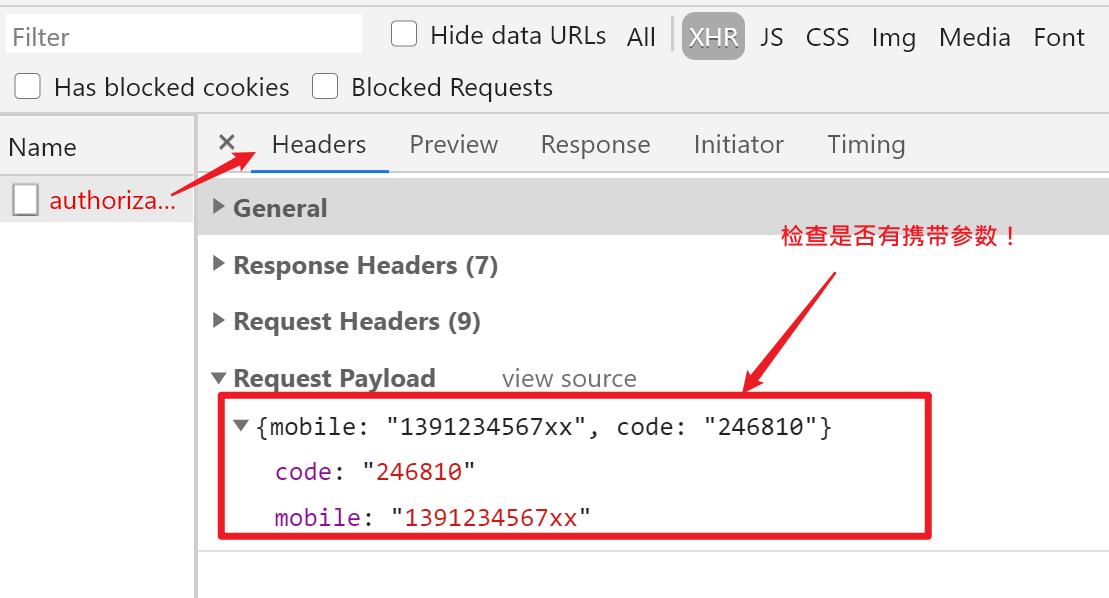 Filter
Hide data URLs
All
XHR
JS
CSS
Img
Media
Font
Has blocked cookies
Blocked Requests
Name
× Headers Preview Response Initiator Timing
authoriza...
General
检查是否有携带参数！
Response Headers (7)
Request Headers (9)
Request Payload view source
{mobile: "1391234567xx", code: "246810"}
code: "246810"
mobile: "1391234567xx"